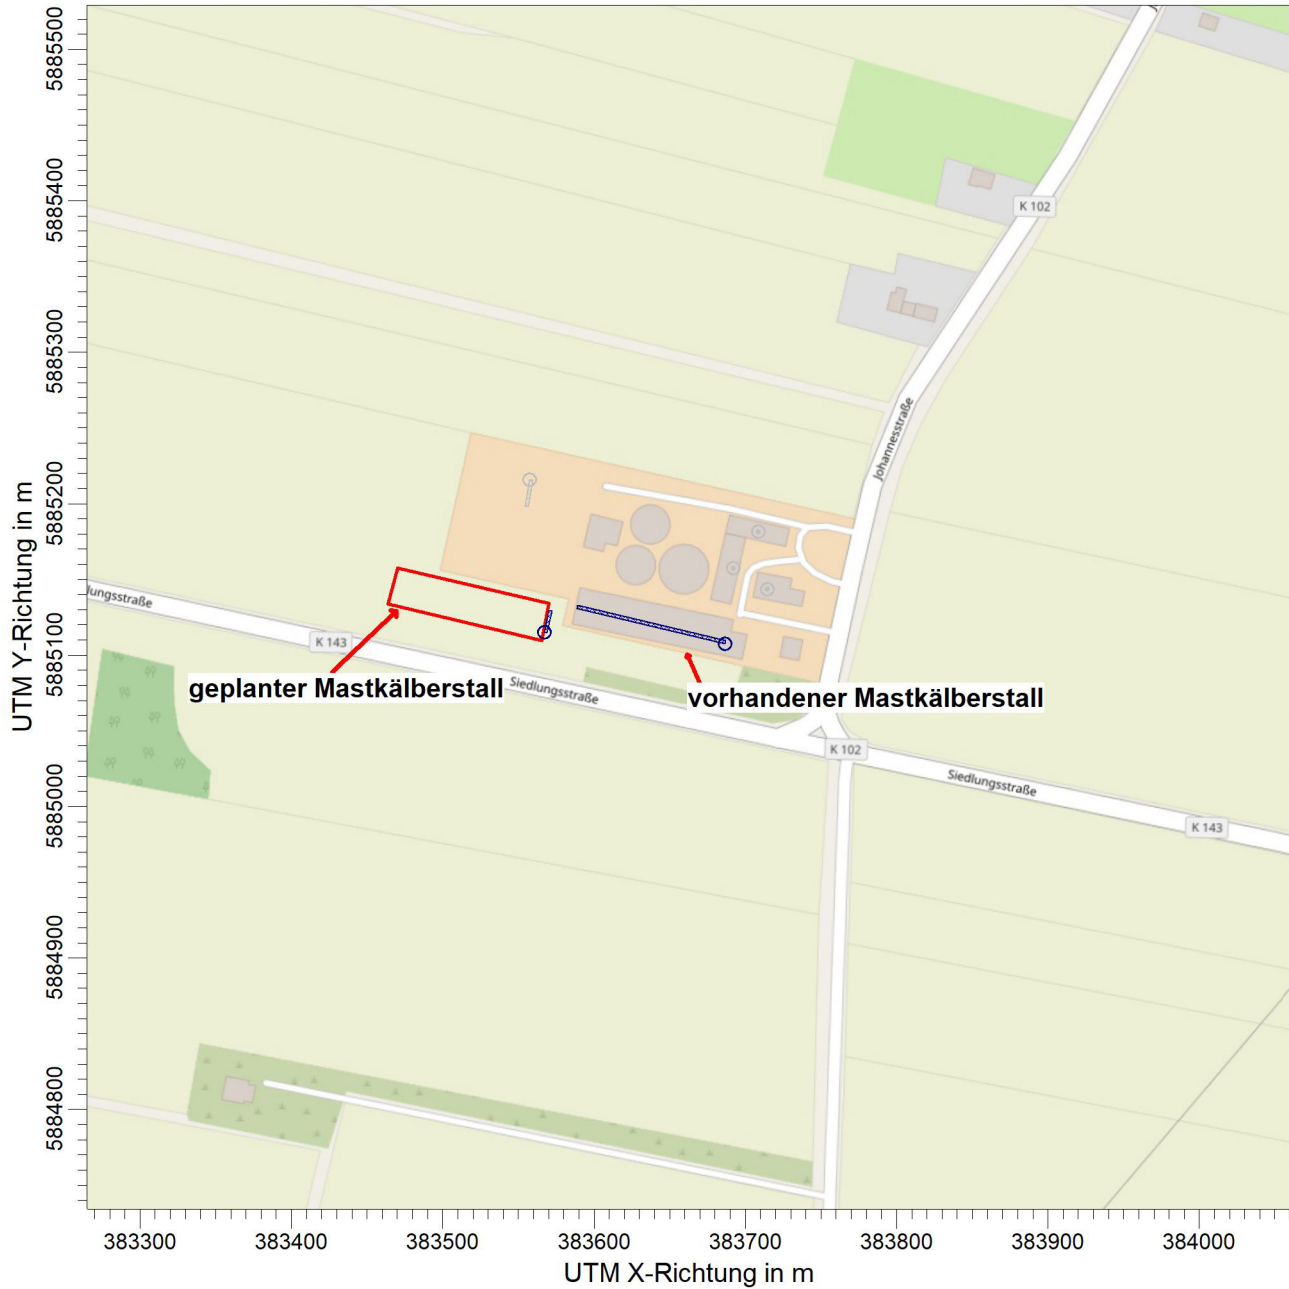 5885500
5885400
5885300
5885200
5885100
5885000
5884900
5884800
UTM Y-Richtung in m
K 102
Johannesstraße
lungsstraße
K 143
geplanter Mastkälberstall
Siedlungsstraße
vorhandener Mastkälberstall
K 102
Siedlungsstraße
K 143
383300 383400 383500 383600 383700 383800 383900 384000
UTM X-Richtung in m